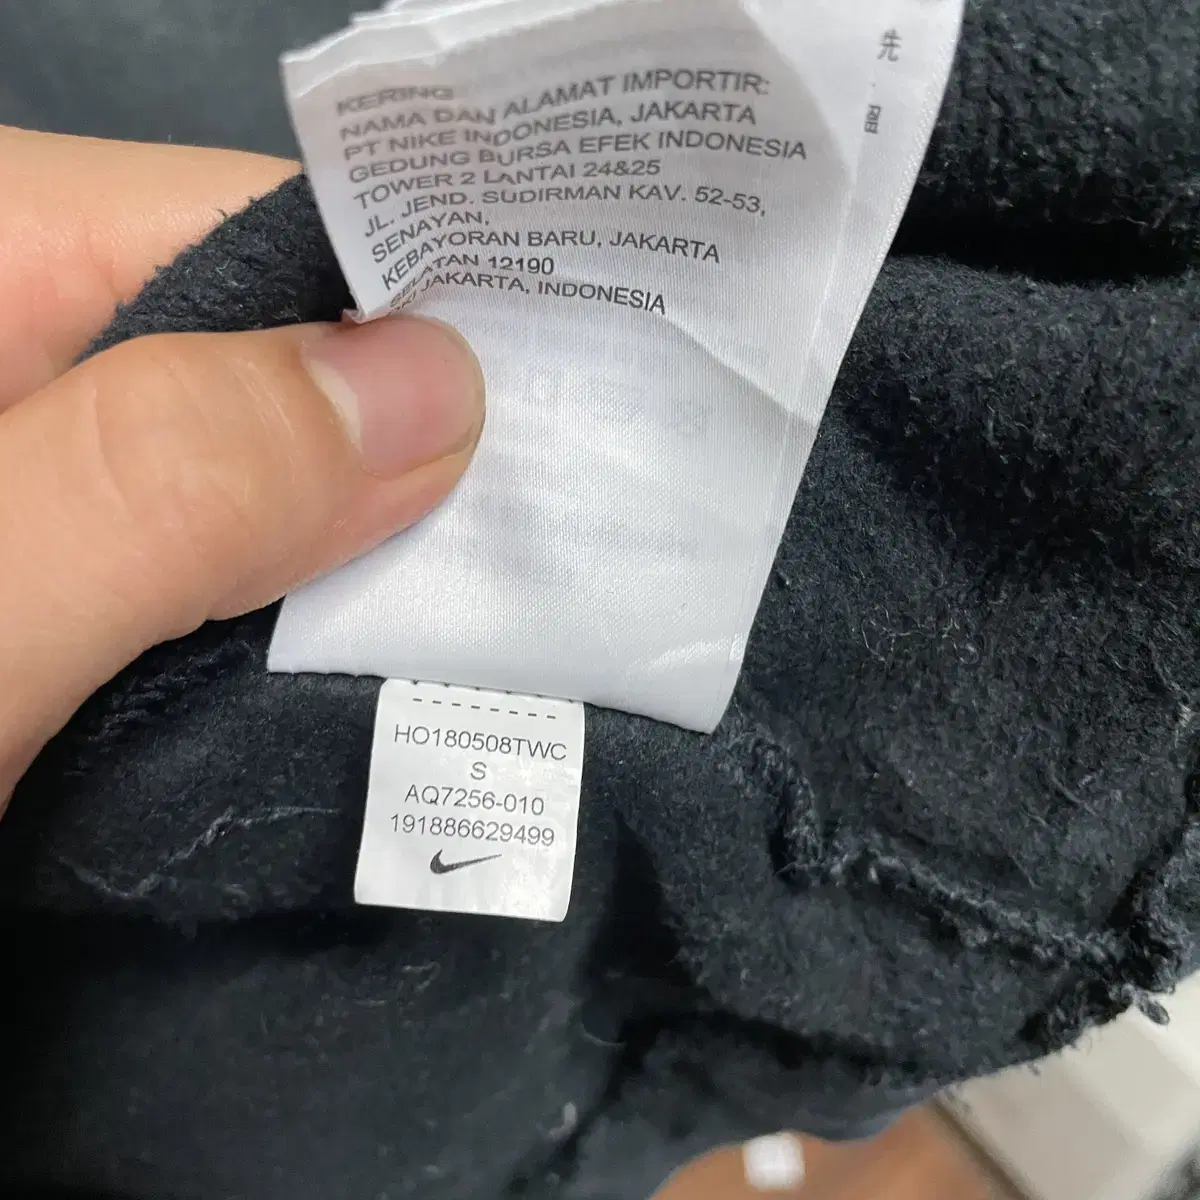 KERING
NAMA DAN ALAMAT IMPORTIR:
PT NIKE INDONESIA, JAKARTA
GEDUNG BURSA EFEK INDONESIA
TOWER 2 LANTAI 24&25
JL. JEND. SUDIRMAN KAV. 52-53,
SENAYAN,
KEBAYORAN BARU, JAKARTA
SELATAN 12190
JAKARTA, INDONESIA
HO180508TWC
S
AQ7256-010
191886629499